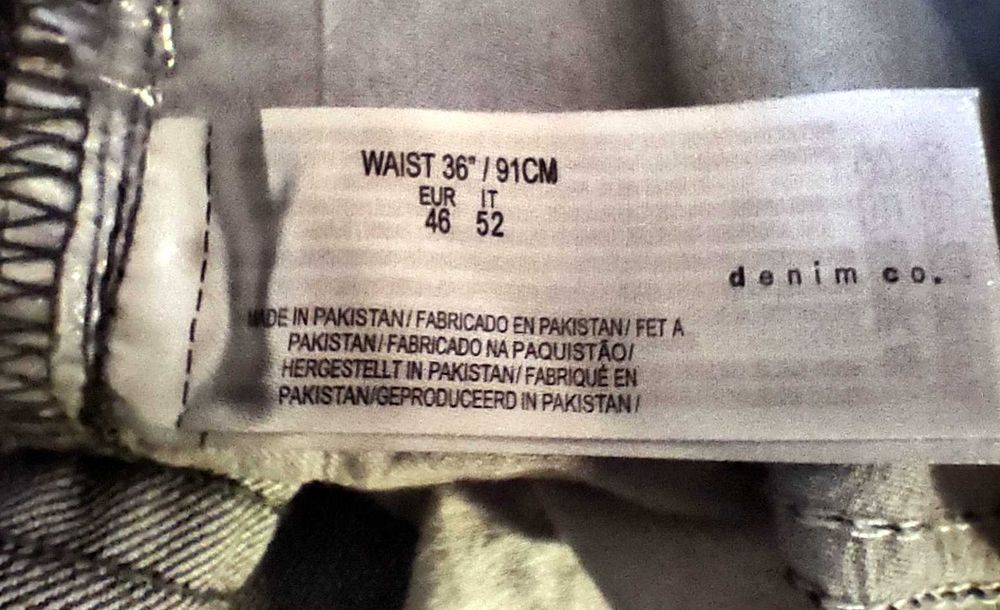 WAIST 36" / 91CM
EUR IT
46 52
denim co.
MADE IN PAKISTAN/ FABRICADO EN PAKISTAN/ FET A
PAKISTAN/ FABRICADO NA PAQUISTÃO/
HERGESTELLT IN PAKISTAN/ FABRIQUÉ EN
PAKISTAN/GEPRODUCEERD IN PAKISTAN/